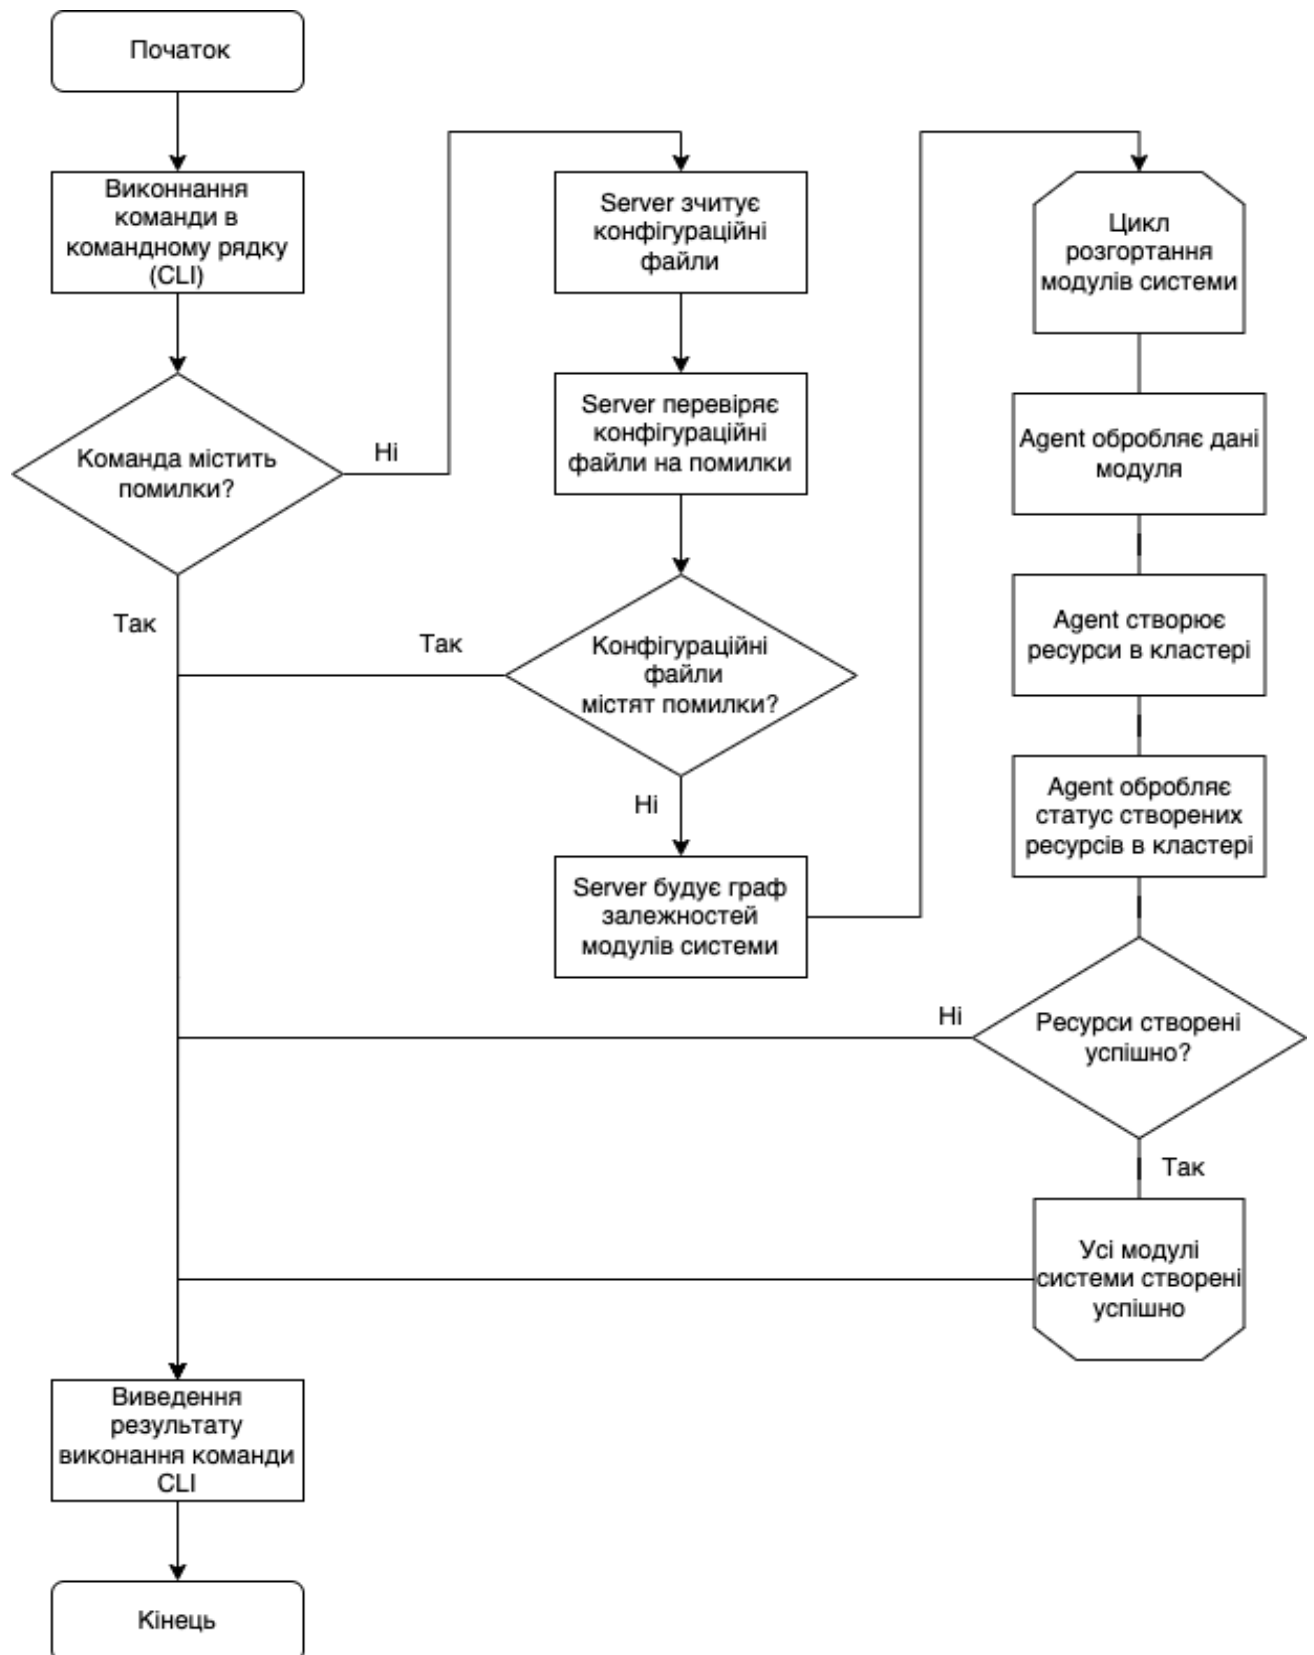 Початок
Виконнання
команди в
командному рядку
(CLI)
Команда містить
помилки?
Ні
Так
Server зчитує
конфігураційні
файли
Server перевіряє
конфігураційні
файли на помилки
Конфігураційні
файли
містят помилки?
Так
Ні
Server будує граф
залежностей
модулів системи
Цикл
розгортання
модулів системи
Agent обробляє дані
модуля
Agent створює
ресурси в кластері
Agent обробляє
статус створених
ресурсів в кластері
Ресурси створені
успішно?
Ні
Так
Усі модулі
системи створені
успішно
Виведення
результату
виконання команди
CLI
Кінець